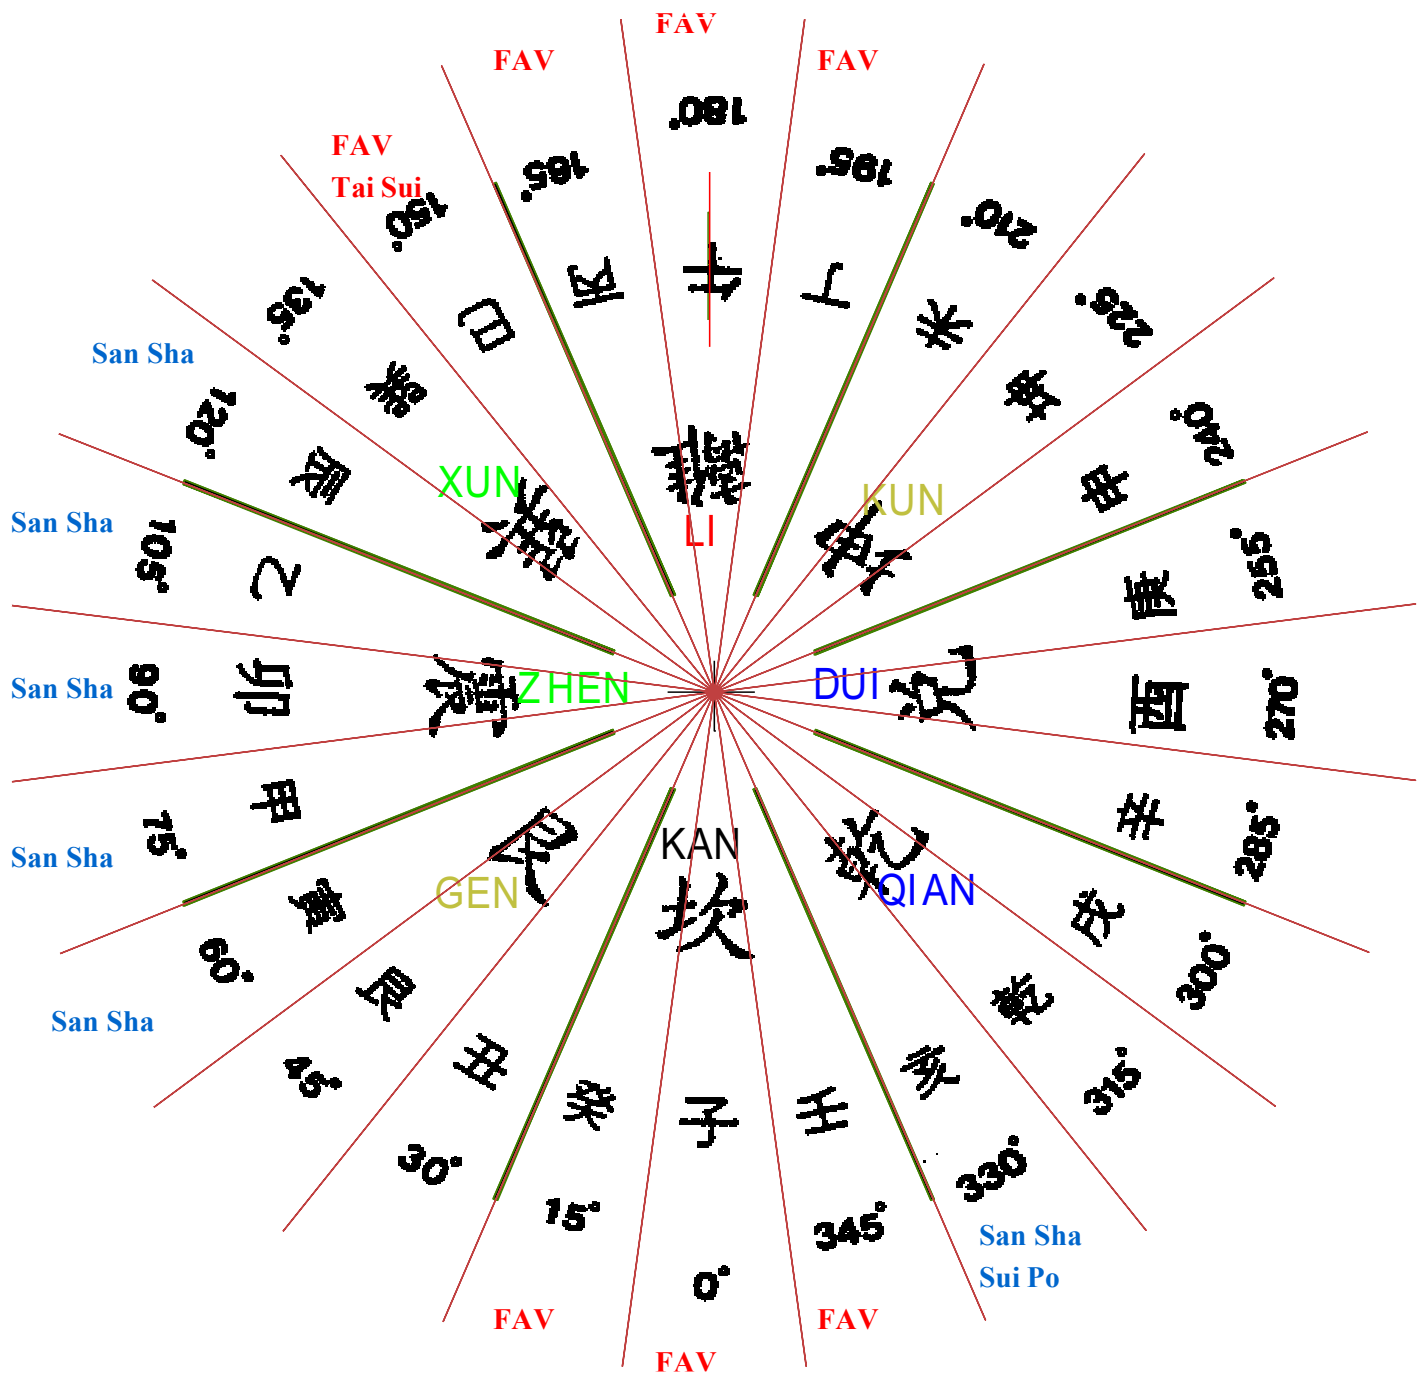 FAV
FAV
FAV
180°
FAV
Tai Sui
165°
195°
150°
210°
丙
午
丁
135°
巳
未
225°
San Sha
巽
坤
120°
240°
辰
離
申
XUN
KUN
巽
LI
坤
San Sha
105°
乙
庚
255°
San Sha
90°
卯
震
ZHEN
DUI
兌
酉
270°
San Sha
75°
甲
辛
285°
艮
KAN
乾
GEN
QIAN
寅
坎
戌
60°
300°
San Sha
艮
乾
45°
丑
亥
315°
癸
子
壬
30°
330°
15°
345°
San Sha
0°
Sui Po
FAV
FAV
FAV